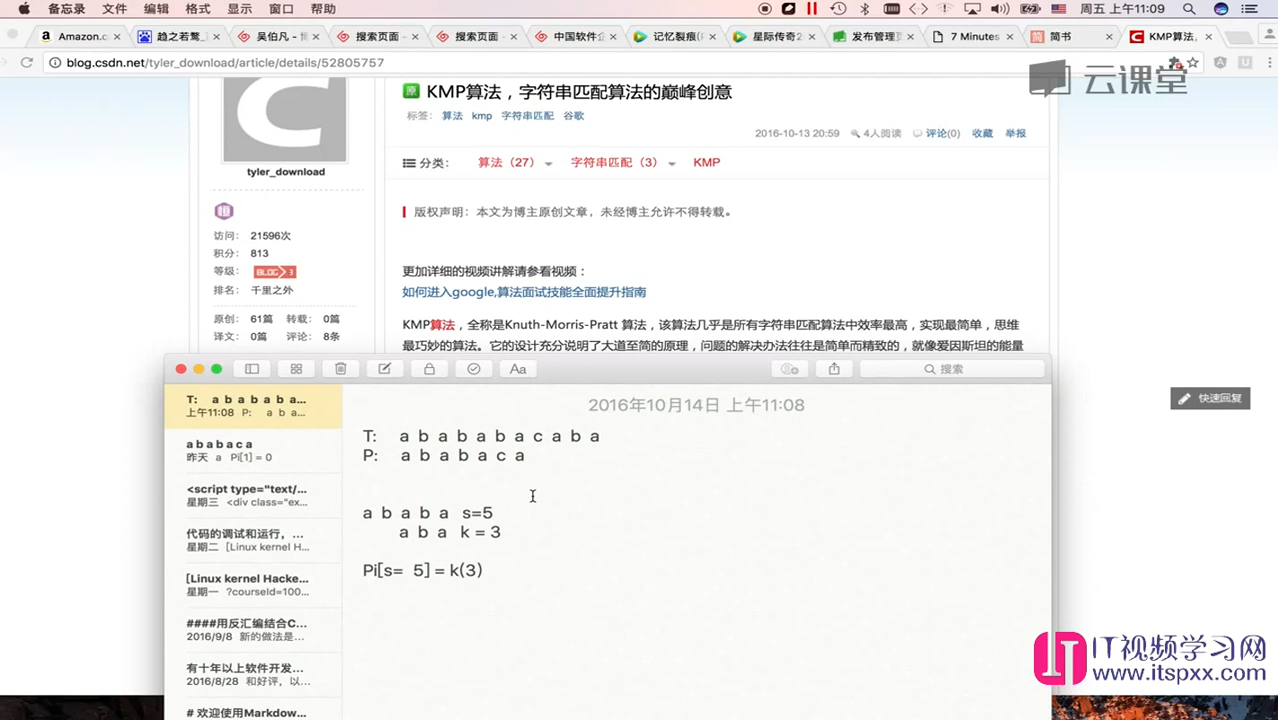 备忘录 文件 编辑 格式 显示 窗口 帮助 周五 上午11:09
Amazon.c 趋之若鹜_ 吴伯凡 - 博 搜索页面 - 搜索页面 - 中国软件公 记忆裂痕( 星际传奇2 发布管理页 7 Minutes 简书 KMP算法,
blog.csdn.net/tyler_download/article/details/52805757
云课堂
原 KMP算法，字符串匹配算法的巅峰创意
标签： 算法 kmp 字符串匹配 谷歌
2016-10-13 20:59 4人阅读 评论(0) 收藏 举报
tyler_download
分类： 算法（27） 字符串匹配（3） KMP
版权声明：本文为博主原创文章，未经博主允许不得转载。
访问： 21596次
积分： 813
等级： BLOG 3
排名： 千里之外
原创： 61篇 转载： 0篇
译文： 0篇 评论： 8条
更加详细的视频讲解请参看视频：
如何进入google,算法面试技能全面提升指南
KMP算法，全称是Knuth-Morris-Pratt 算法，该算法几乎是所有字符串匹配算法中效率最高，实现最简单，思维
最巧妙的算法。它的设计充分说明了大道至简的原理，问题的解决办法往往是简单而精致的，就像爱因斯坦的能量
快速回复
Aa 搜索
T: a b a b a b a...
上午11:08 P: a b a...
a b a b a c a
昨天 a Pi[1] = 0
<script type="text/...
星期三 <div class="ex...
代码的调试和运行，...
星期二 [Linux kernel H...
[Linux kernel Hacke...
星期一 ?courseId=100...
####用反汇编结合C...
2016/9/8 新的做法是...
有十年以上软件开发...
2016/8/28 和好评，以...
# 欢迎使用Markdow...
2016年10月14日 上午11:08
T: a b a b a b a c a b a
P: a b a b a c a
a b a b a s=5
a b a k = 3
Pi[s= 5] = k(3)
IT视频学习网
www.itspxx.com